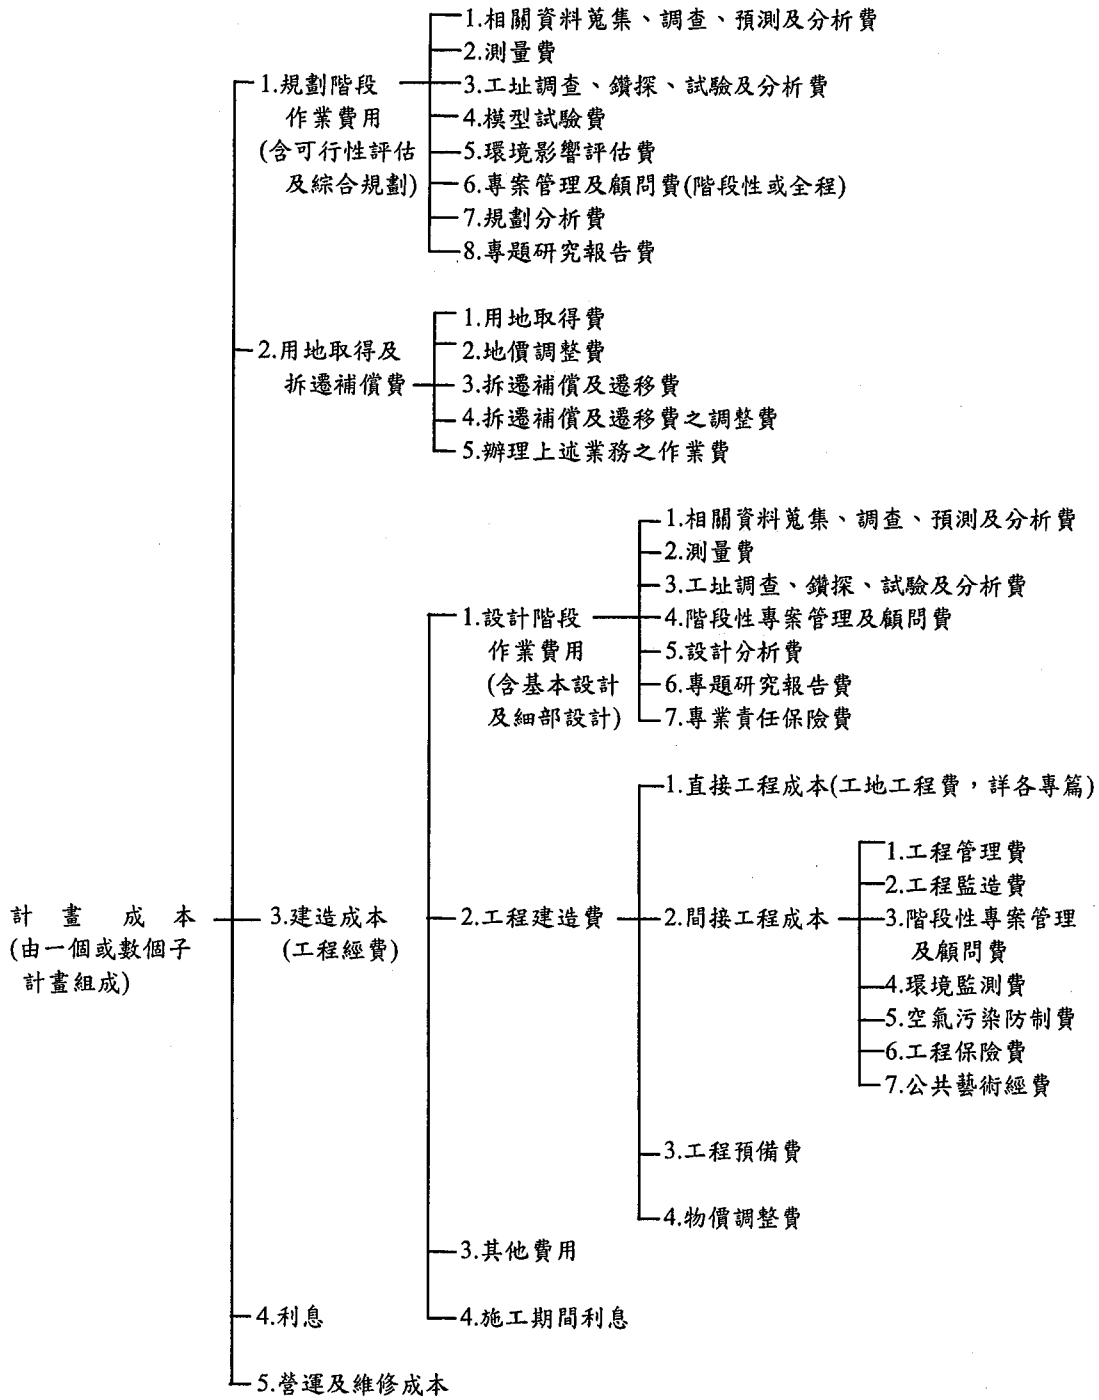 1.規劃階段
作業費用
(含可行性評估
及綜合規劃)
1.相關資料蒐集、調查、預測及分析費
2.測量費
3.工址調查、鑽探、試驗及分析費
4.模型試驗費
5.環境影響評估費
6.專案管理及顧問費(階段性或全程)
7.規劃分析費
8.專題研究報告費
2.用地取得及
拆遷補償費
1.用地取得費
2.地價調整費
3.拆遷補償及遷移費
4.拆遷補償及遷移費之調整費
5.辦理上述業務之作業費
計畫成本
(由一個或數個子
計畫組成)
3.建造成本
(工程經費)
1.設計階段
作業費用
(含基本設計
及細部設計)
1.相關資料蒐集、調查、預測及分析費
2.測量費
3.工址調查、鑽探、試驗及分析費
4.階段性專案管理及顧問費
5.設計分析費
6.專題研究報告費
7.專業責任保險費
2.工程建造費
1.直接工程成本(工地工程費，詳各專篇)
2.間接工程成本
1.工程管理費
2.工程監造費
3.階段性專案管理
及顧問費
4.環境監測費
5.空氣污染防制費
6.工程保險費
7.公共藝術經費
3.工程預備費
4.物價調整費
3.其他費用
4.施工期間利息
4.利息
5.營運及維修成本